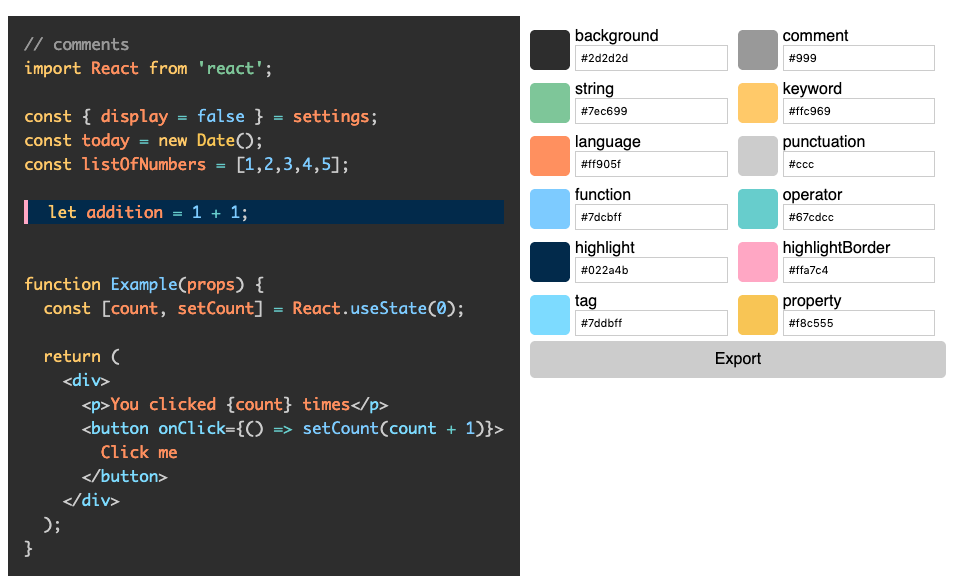 // comments
import React from 'react';
const { display = false } = settings;
const today = new Date();
const listOfNumbers = [1,2,3,4,5];
let addition = 1 + 1;
function Example(props) {
const [count, setCount] = React.useState(0);
return (
<div>
<p>You clicked {count} times</p>
<button onClick={() => setCount(count + 1)}>
Click me
</button>
</div>
);
}
background
#2d2d2d
comment
#999
string
#7ec699
keyword
#ffc969
language
#ff905f
punctuation
#ccc
function
#7dcbff
operator
#67cdcc
highlight
#022a4b
highlightBorder
#ffa7c4
tag
#7ddbff
property
#f8c555
Export